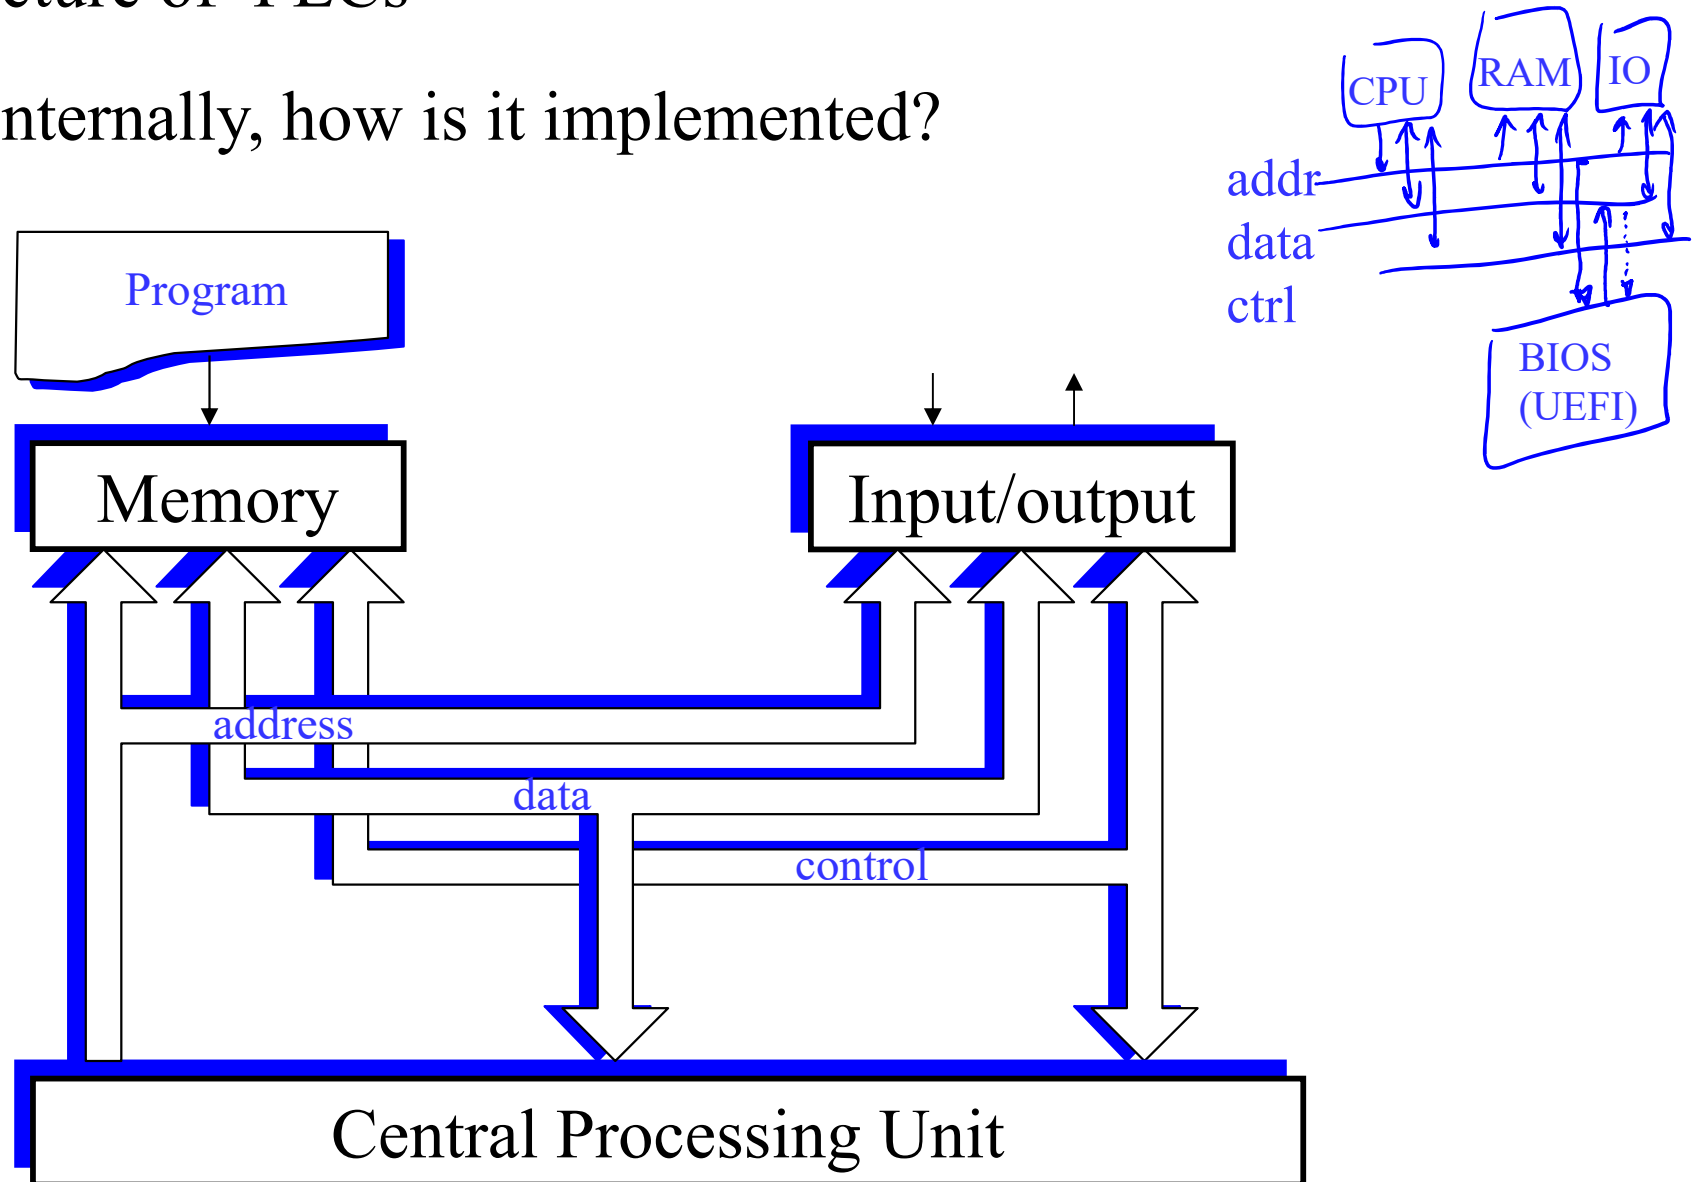 nternally, how is it implemented?
CPU
RAM
IO
addr
data
ctrl
BIOS
(UEFI)
Program
Memory
Input/output
address
data
control
Central Processing Unit